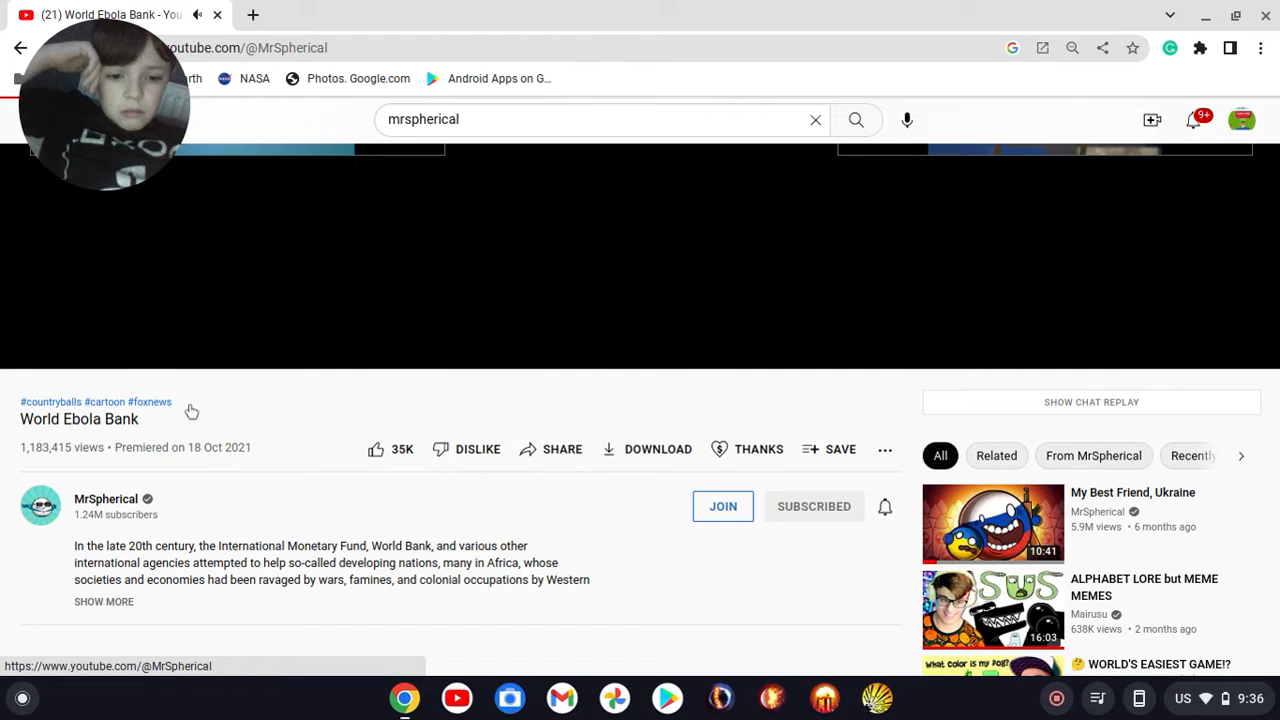 (21) World Ebola Bank - You
outube.com/@MrSpherical
arth
NASA
Photos. Google.com
Android Apps on G...
mrspherical
9+
#countryballs #cartoon #foxnews
World Ebola Bank
1,183,415 views • Premiered on 18 Oct 2021
35K
DISLIKE
SHARE
DOWNLOAD
THANKS
SAVE
MrSpherical
1.24M subscribers
JOIN
SUBSCRIBED
In the late 20th century, the International Monetary Fund, World Bank, and various other
international agencies attempted to help so-called developing nations, many in Africa, whose
societies and economies had been ravaged by wars, famines, and colonial occupations by Western
SHOW MORE
SHOW CHAT REPLAY
All
Related
From MrSpherical
Recently
My Best Friend, Ukraine
MrSpherical
5.9M views • 6 months ago
10:41
ALPHABET LORE but MEME
MEMES
Mairusu
638K views • 2 months ago
SUS
16:03
WHAT COLOR IS MY DOG?
WORLD'S EASIEST GAME!?
https://www.youtube.com/@MrSpherical
US
9:36